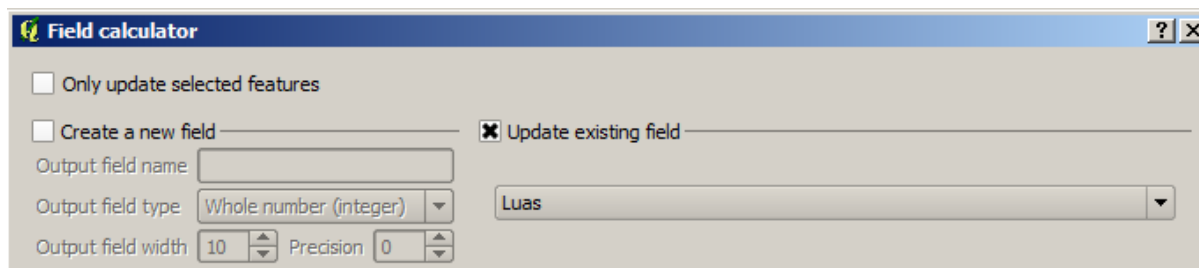 Field calculator
Only update selected features
Create a new field
Update existing field
Output field name
Output field type Whole number (integer)
Luas
Output field width 10 Precision 0